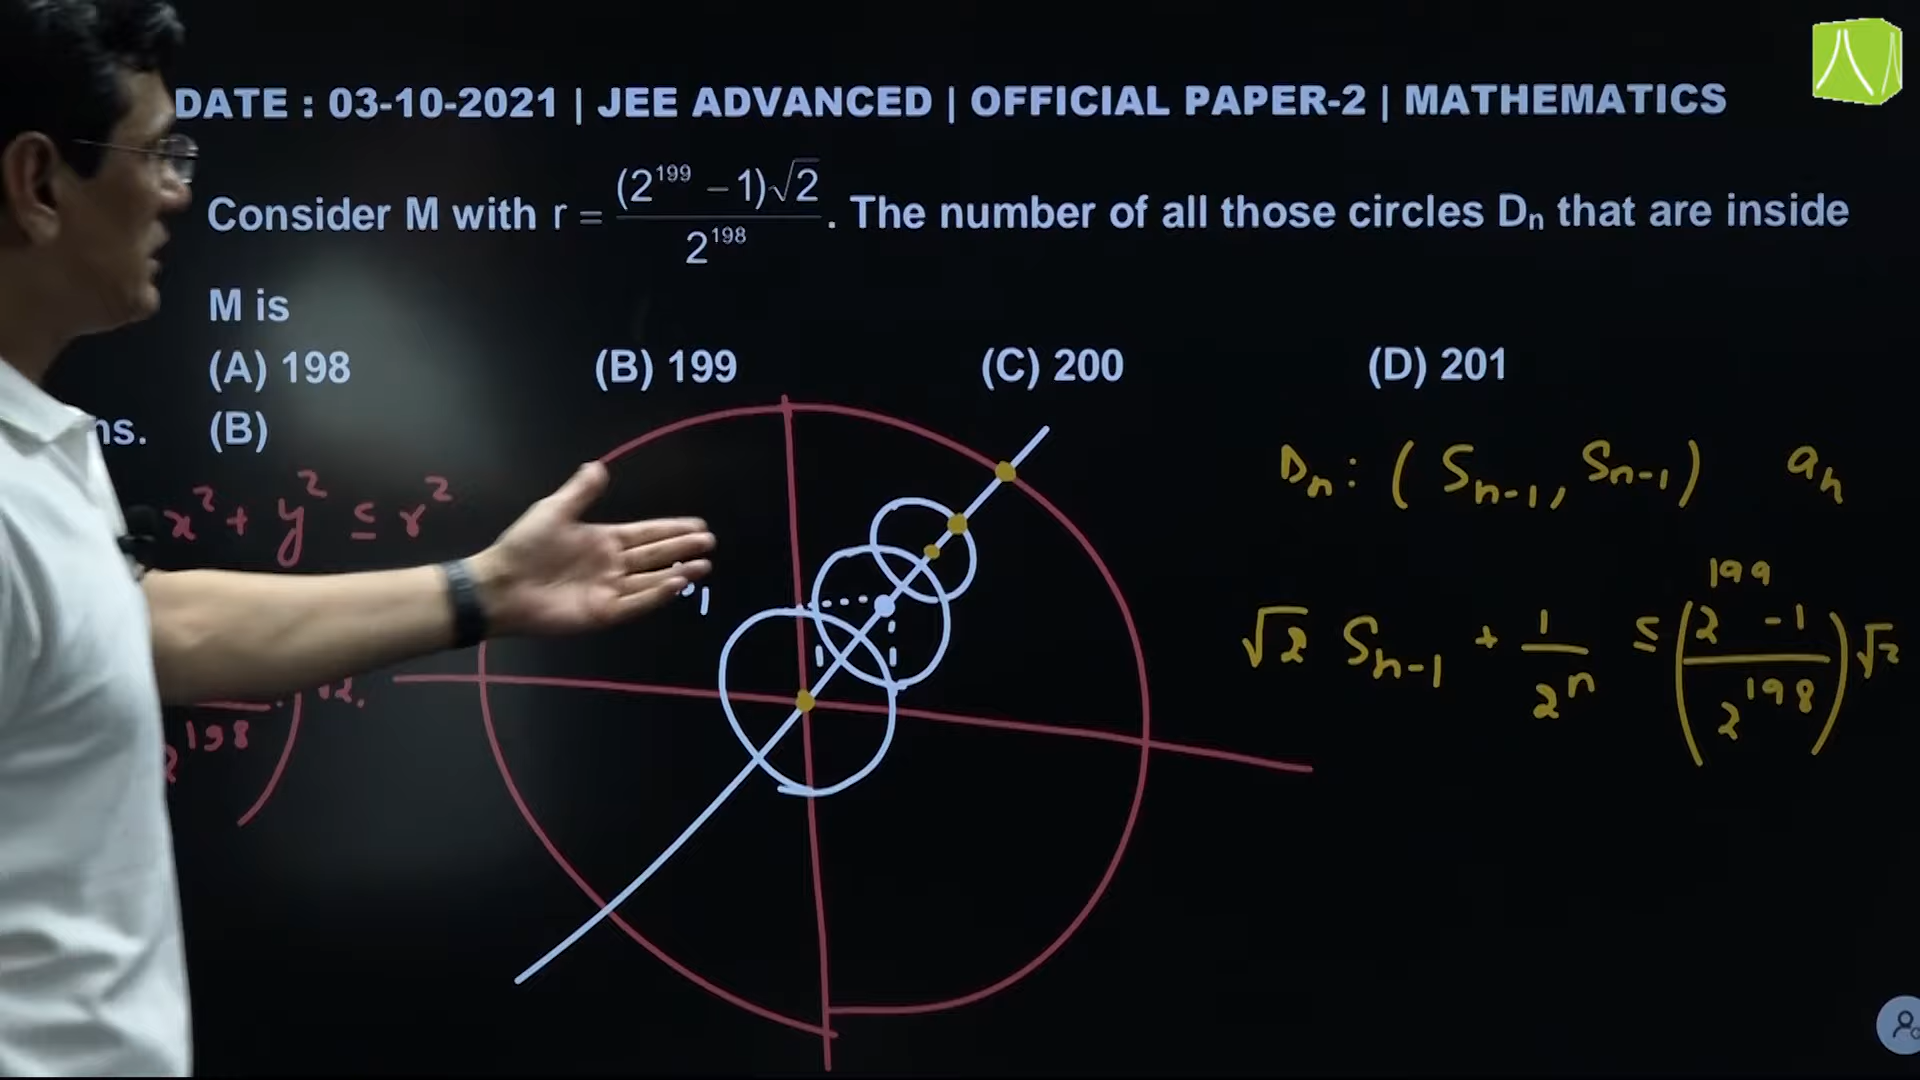 DATE : 03-10-2021 | JEE ADVANCED | OFFICIAL PAPER-2 | MATHEMATICS
Consider M with r = (2^199 − 1)√2 / 2^198 . The number of all those circles Dₙ that are inside
M is
(A) 198 (B) 199 (C) 200 (D) 201
ns. (B)
Dₙ : ( Sₙ₋₁, Sₙ₋₁) aₙ
x² + y² ≤ r²
√2 Sₙ₋₁ + 1/2ⁿ ≤ (2^199 − 1 / 2^198) √2